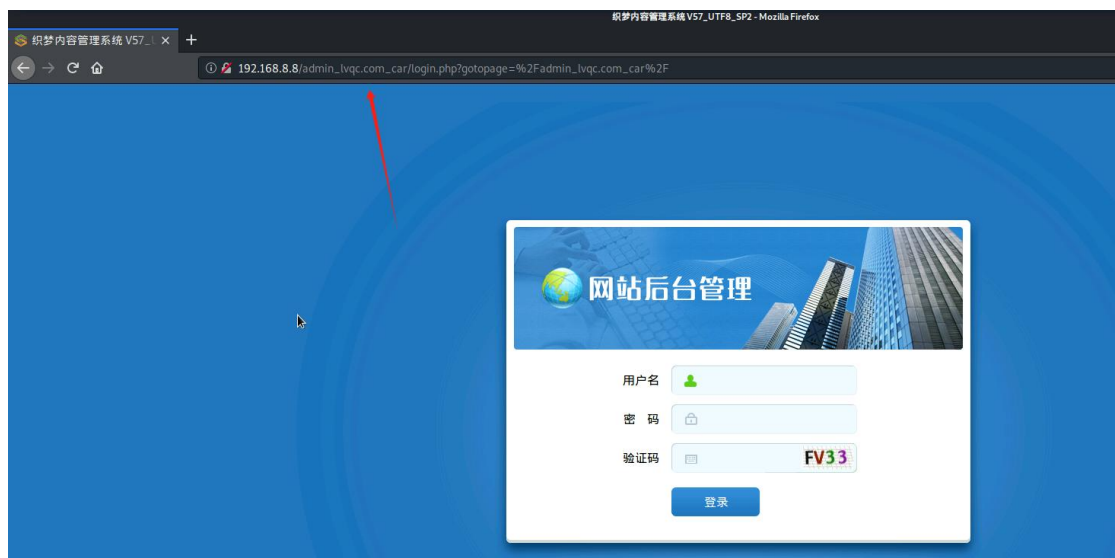 织梦内容管理系统 V57_UTF8_SP2 - Mozilla Firefox
织梦内容管理系统 V57_U
192.168.8.8/admin_lvqc.com_car/login.php?gotopage=%2Fadmin_lvqc.com_car%2F
网站后台管理
用户名
密 码
验证码 FV33
登录